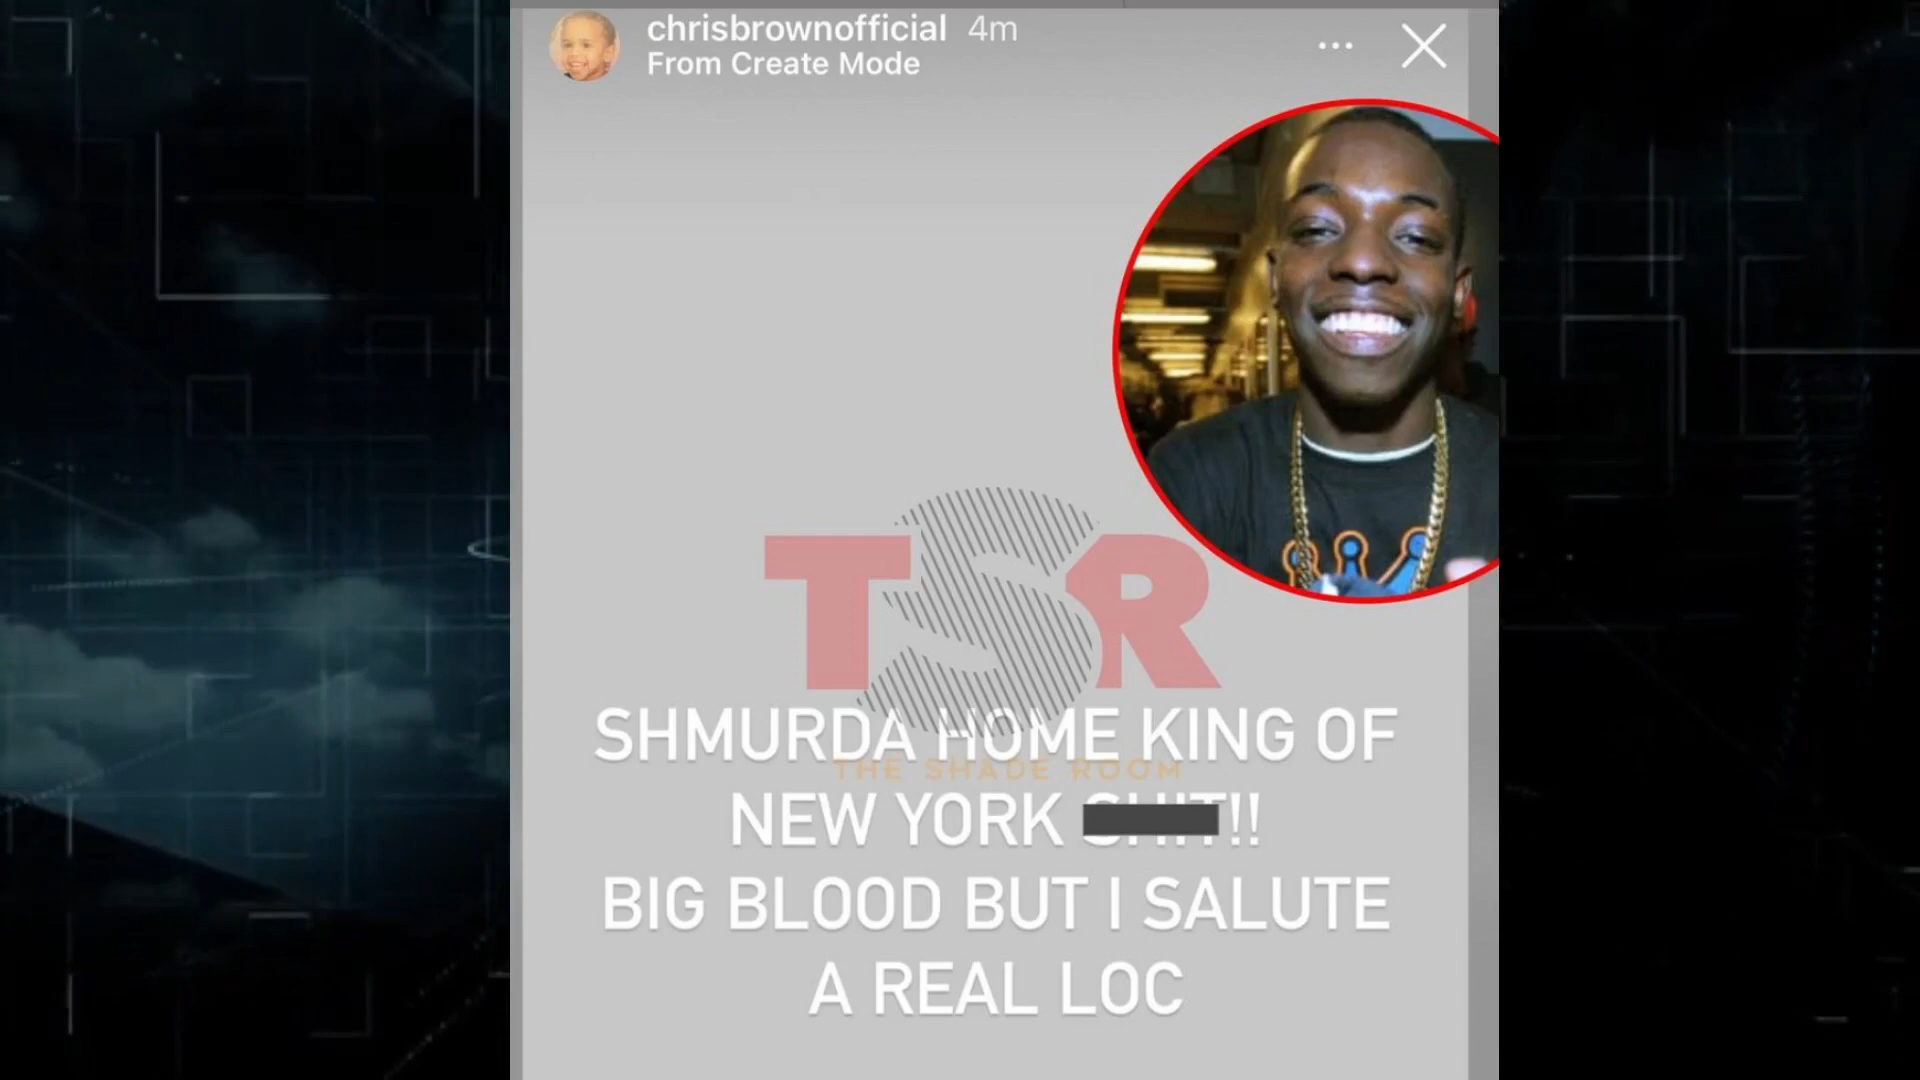 chrisbrownofficial 4m
From Create Mode
TSR
SHMURDA HOME KING OF
THE SHADE ROOM
NEW YORK SHIT!!
BIG BLOOD BUT I SALUTE
A REAL LOC